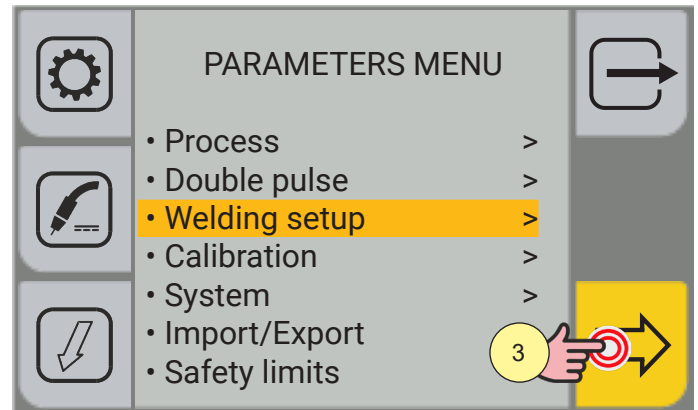 PARAMETERS MENU
• Process >
• Double pulse >
• Welding setup >
• Calibration >
• System >
• Import/Export
• Safety limits
3